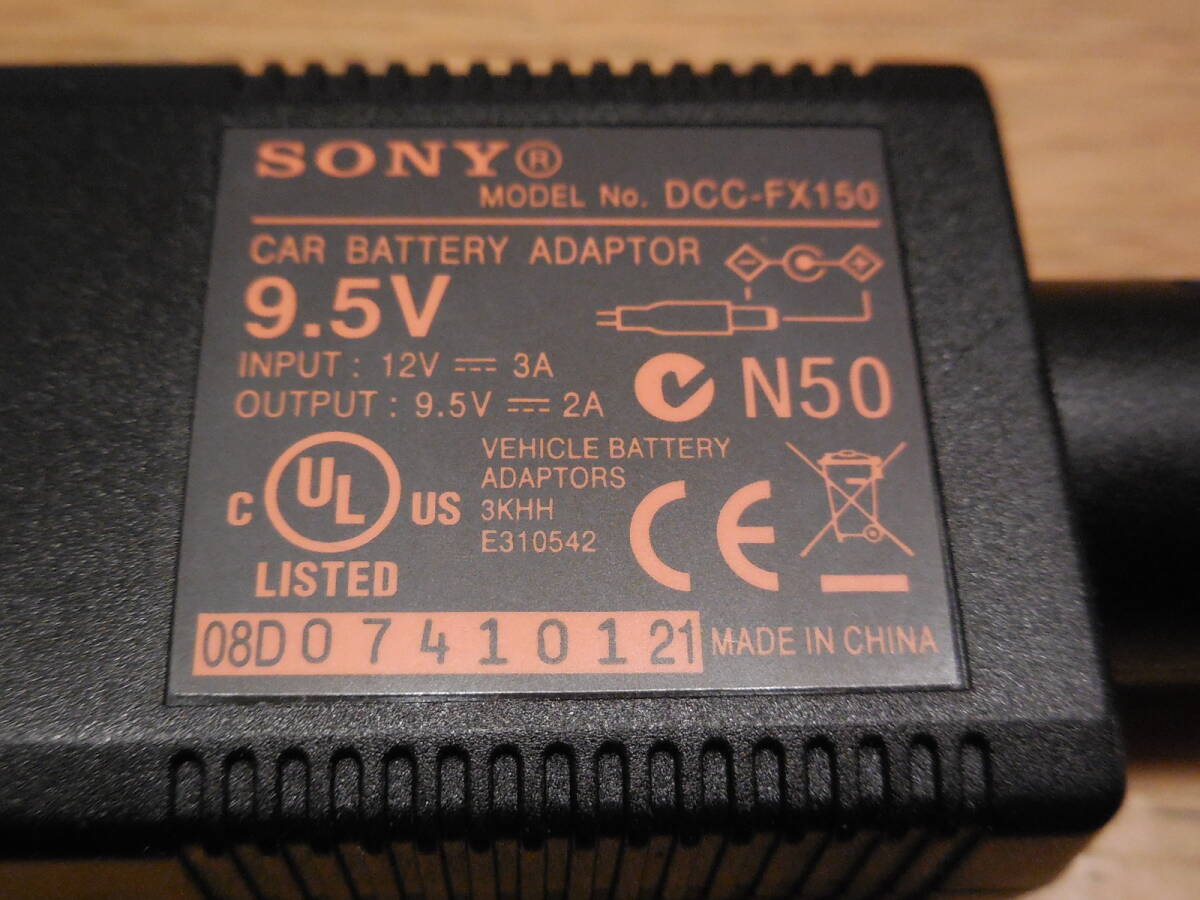 SONY®
MODEL No. DCC-FX150
CAR BATTERY ADAPTOR
9.5V
INPUT : 12V ⎓ 3A
OUTPUT : 9.5V ⎓ 2A
N50
C UL US
LISTED
VEHICLE BATTERY
ADAPTORS
3KHH
E310542
CE
08D 0 7 4 1 0 1 21
MADE IN CHINA